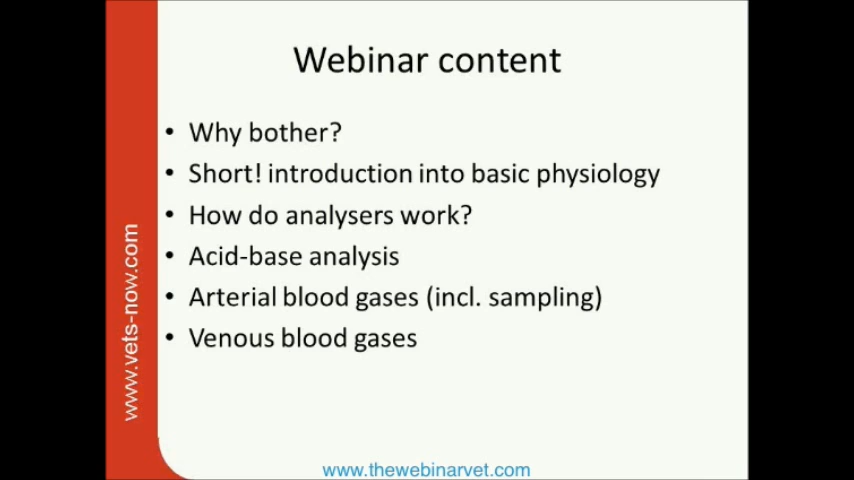 Webinar content
• Why bother?
• Short! introduction into basic physiology
• How do analysers work?
• Acid-base analysis
• Arterial blood gases (incl. sampling)
• Venous blood gases
www.vets-now.com
www.thewebinarvet.com